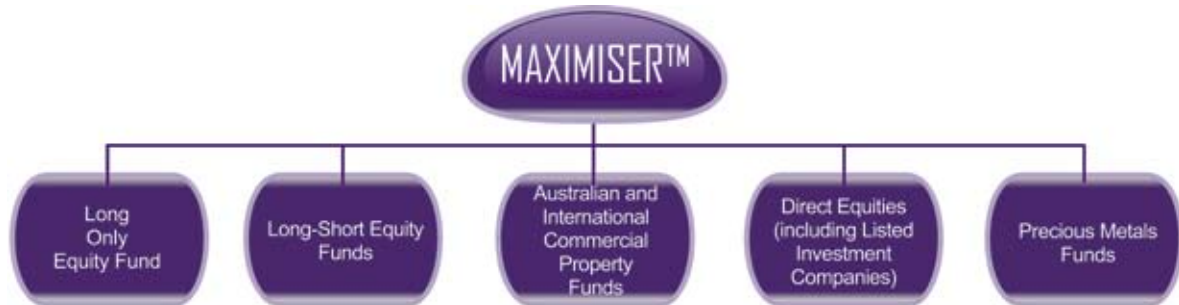 MAXIMISER™
Long
Only
Equity Fund
Long-Short Equity
Funds
Australian and
International
Commercial
Property
Funds
Direct Equities
(including Listed
Investment
Companies)
Precious Metals
Funds